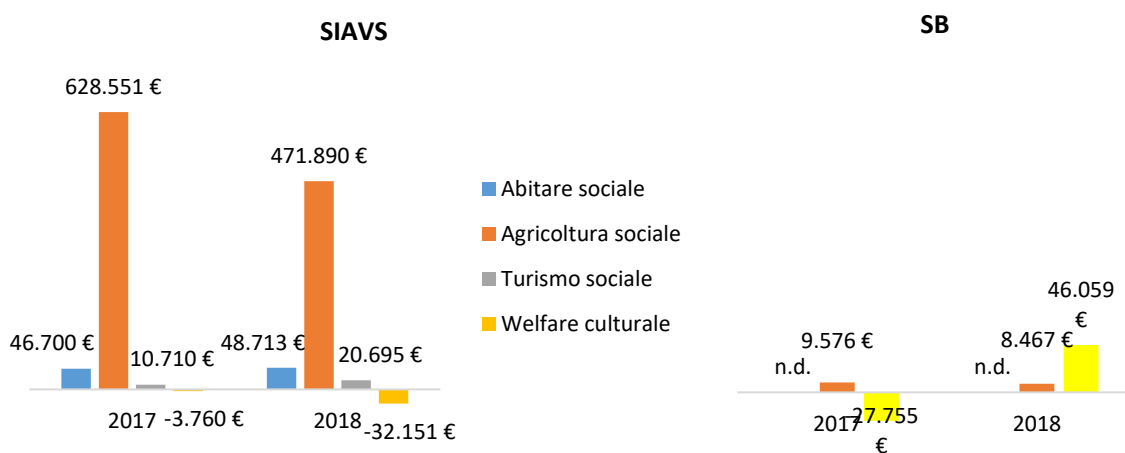 SIAVS
628.551 €
471.890 €
46.700 €
10.710 €
48.713 €
20.695 €
2017
-3.760 €
2018
-32.151 €
Abitare sociale
Agricoltura sociale
Turismo sociale
Welfare culturale
SB
46.059
€
9.576 €
8.467 €
n.d.
n.d.
2017
-27.755
€
2018